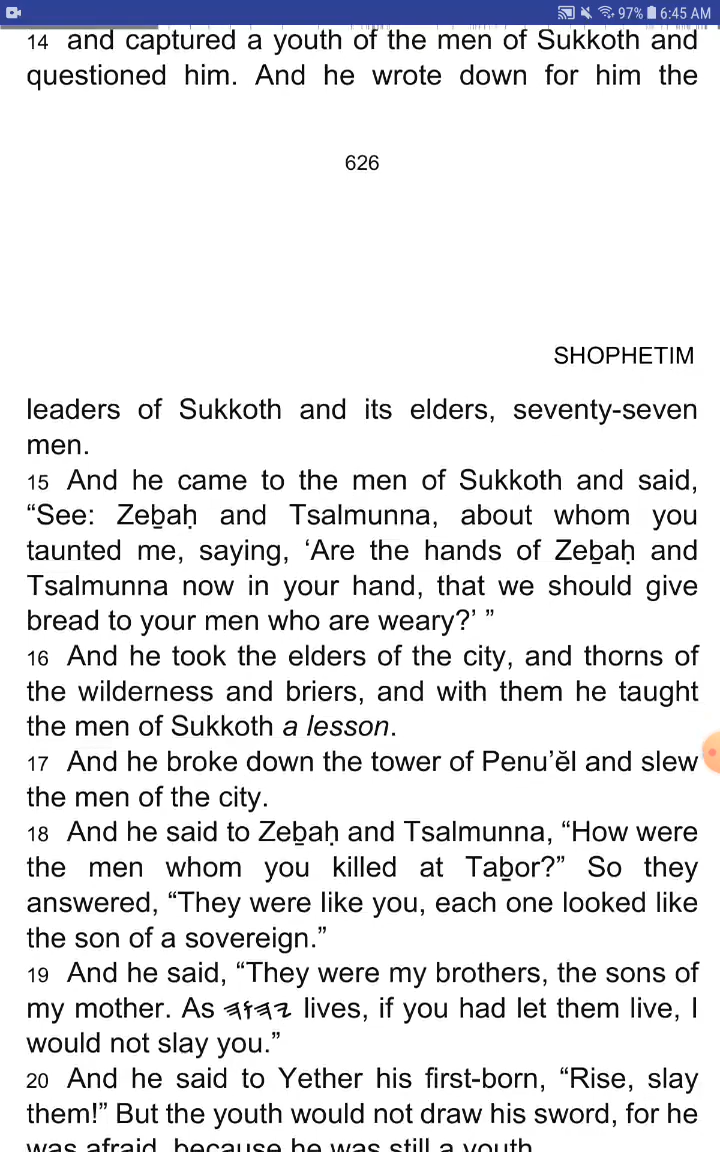 97% 6:45 AM
14 and captured a youth of the men of Sukkoth and
questioned him. And he wrote down for him the
626
SHOPHETIM
leaders of Sukkoth and its elders, seventy-seven
men.
15 And he came to the men of Sukkoth and said,
“See: Zeḇaḥ and Tsalmunna, about whom you
taunted me, saying, ‘Are the hands of Zeḇaḥ and
Tsalmunna now in your hand, that we should give
bread to your men who are weary?’ ”
16 And he took the elders of the city, and thorns of
the wilderness and briers, and with them he taught
the men of Sukkoth a lesson.
17 And he broke down the tower of Penu’ĕl and slew
the men of the city.
18 And he said to Zeḇaḥ and Tsalmunna, “How were
the men whom you killed at Taḇor?” So they
answered, “They were like you, each one looked like
the son of a sovereign.”
19 And he said, “They were my brothers, the sons of
my mother. As 𐤉𐤄𐤅𐤄 lives, if you had let them live, I
would not slay you.”
20 And he said to Yether his first-born, “Rise, slay
them!” But the youth would not draw his sword, for he
was afraid, because he was still a youth.